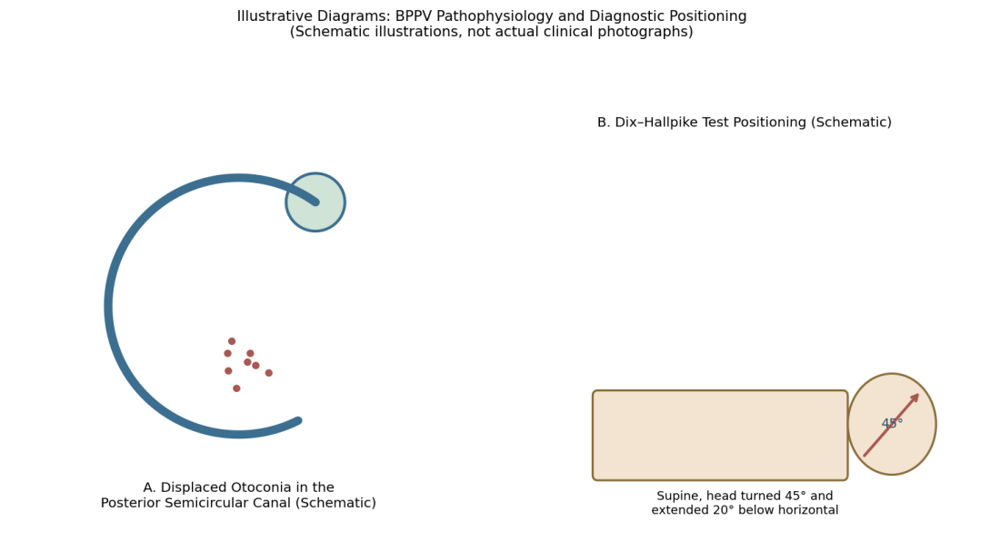 Illustrative Diagrams: BPPV Pathophysiology and Diagnostic Positioning
(Schematic illustrations, not actual clinical photographs)
B. Dix–Hallpike Test Positioning (Schematic)
45°
A. Displaced Otoconia in the
Posterior Semicircular Canal (Schematic)
Supine, head turned 45° and
extended 20° below horizontal